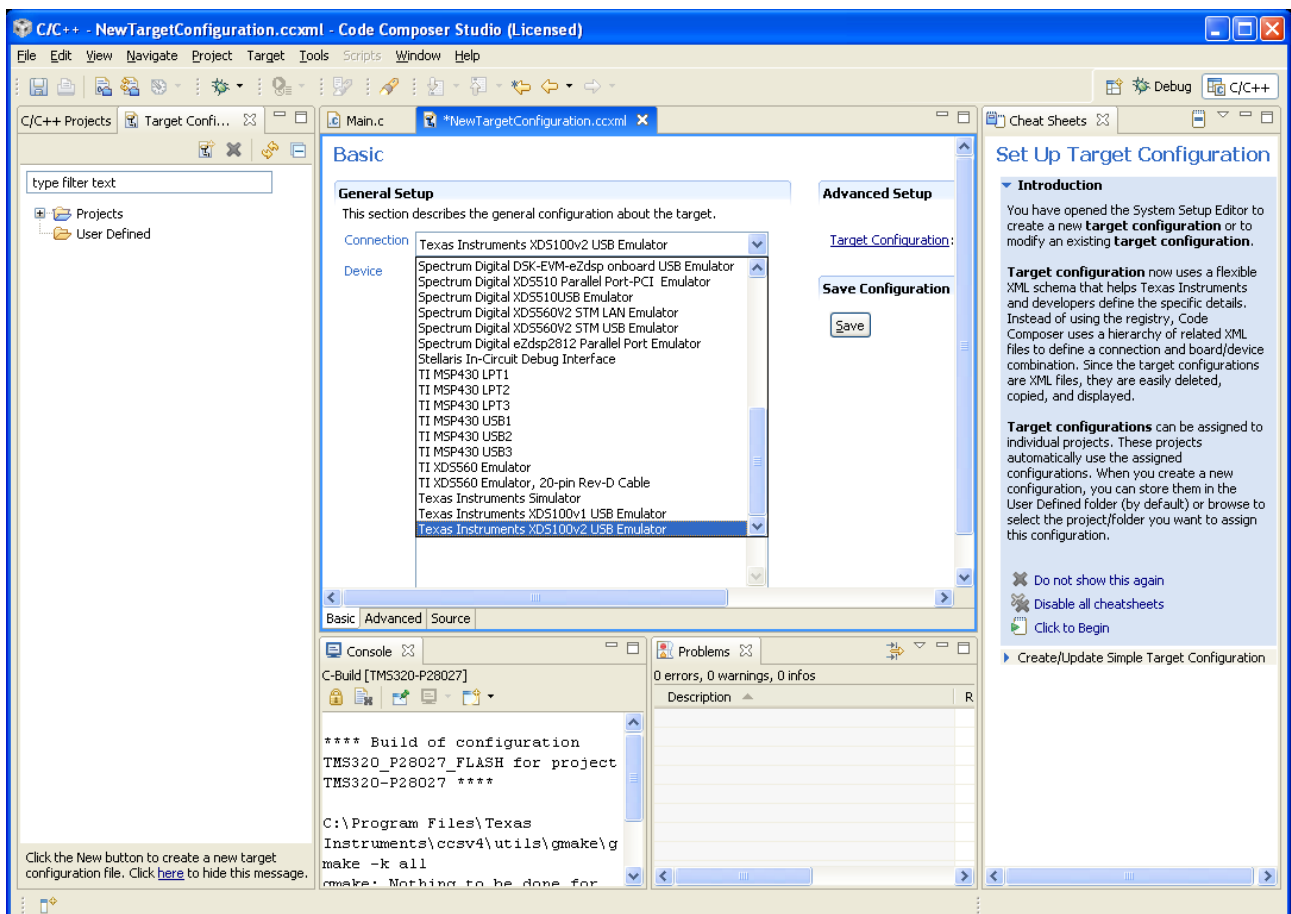 C/C++ - NewTargetConfiguration.ccxml - Code Composer Studio (Licensed)
File Edit View Navigate Project Target Tools Scripts Window Help
Debug C/C++
C/C++ Projects Target Confi...
type filter text
Projects
User Defined
Click the New button to create a new target
configuration file. Click here to hide this message.
Main.c *NewTargetConfiguration.ccxml
Basic
General Setup
This section describes the general configuration about the target.
Connection Texas Instruments XDS100v2 USB Emulator
Device
Spectrum Digital DSK-EVM-eZdsp onboard USB Emulator
Spectrum Digital XDS510 Parallel Port-PCI Emulator
Spectrum Digital XDS510USB Emulator
Spectrum Digital XDS560V2 STM LAN Emulator
Spectrum Digital XDS560V2 STM USB Emulator
Spectrum Digital eZdsp2812 Parallel Port Emulator
Stellaris In-Circuit Debug Interface
TI MSP430 LPT1
TI MSP430 LPT2
TI MSP430 LPT3
TI MSP430 USB1
TI MSP430 USB2
TI MSP430 USB3
TI XDS560 Emulator
TI XDS560 Emulator, 20-pin Rev-D Cable
Texas Instruments Simulator
Texas Instruments XDS100v1 USB Emulator
Texas Instruments XDS100v2 USB Emulator
Advanced Setup
Target Configuration:
Save Configuration
Save
Basic Advanced Source
Console
C-Build [TMS320-P28027]
**** Build of configuration
TMS320_P28027_FLASH for project
TMS320-P28027 ****
C:\Program Files\Texas
Instruments\ccsv4\utils\gmake\g
make -k all
gmake: Nothing to be done for
Problems
0 errors, 0 warnings, 0 infos
Description R
Cheat Sheets
Set Up Target Configuration
Introduction
You have opened the System Setup Editor to
create a new target configuration or to
modify an existing target configuration.
Target configuration now uses a flexible
XML schema that helps Texas Instruments
and developers define the specific details.
Instead of using the registry, Code
Composer uses a hierarchy of related XML
files to define a connection and board/device
combination. Since the target configurations
are XML files, they are easily deleted,
copied, and displayed.
Target configurations can be assigned to
individual projects. These projects
automatically use the assigned
configurations. When you create a new
configuration, you can store them in the
User Defined folder (by default) or browse to
select the project/folder you want to assign
this configuration.
Do not show this again
Disable all cheatsheets
Click to Begin
Create/Update Simple Target Configuration